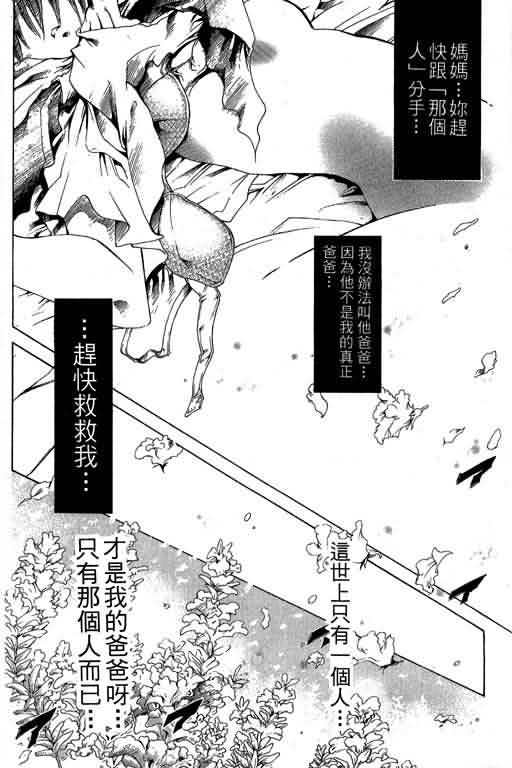 媽媽…妳趕
快跟「那個
人」分手…
我沒辦法叫他爸爸…
因為他不是我的真正
爸爸…
…趕快救救我…
這世上只有一個人…
才是我的爸爸呀…
只有那個人而已…